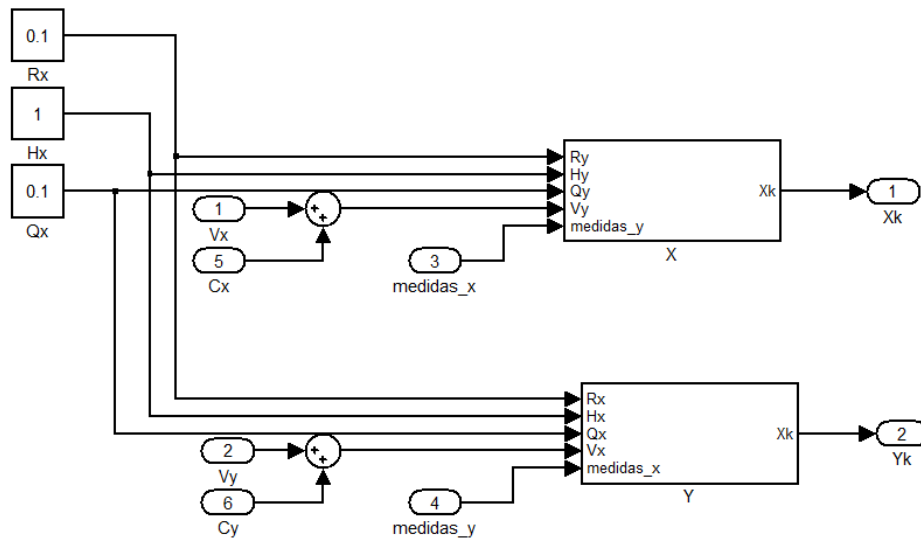 0.1
Rx
1
Hx
0.1
Qx
1
Vx
5
Cx
+
+
3
medidas_x
Ry
Hy
Qy
Vy
medidas_y
Xk
X
1
Xk
2
Vy
6
Cy
+
+
4
medidas_y
Rx
Hx
Qx
Vx
medidas_x
Xk
Y
2
Yk